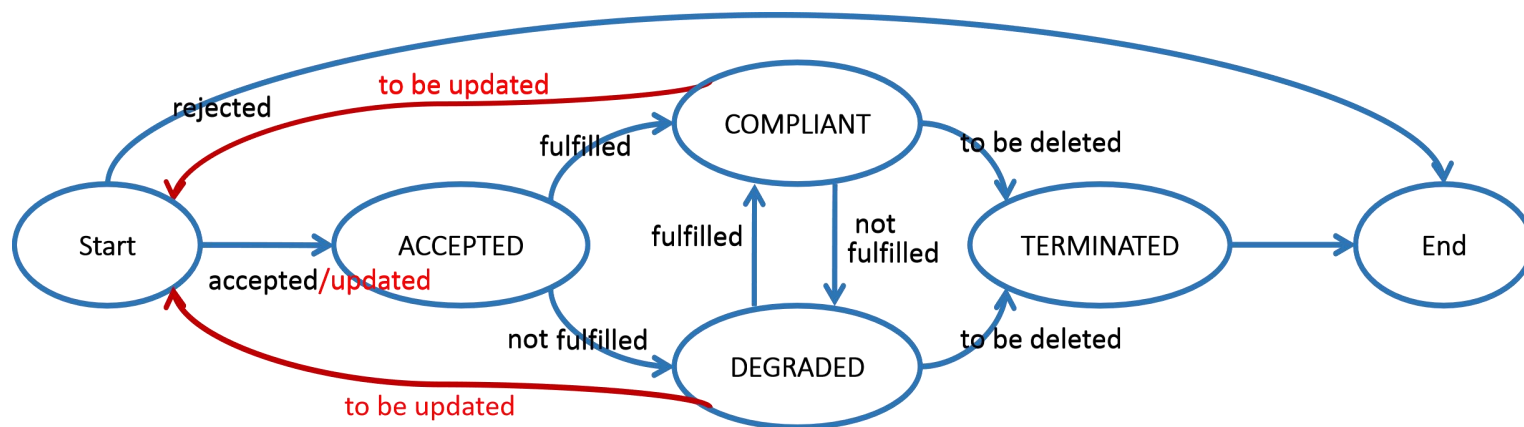 to be updated
rejected
COMPLIANT
fulfilled
to be deleted
Start
ACCEPTED
fulfilled
not
fulfilled
TERMINATED
End
accepted/updated
not fulfilled
to be deleted
DEGRADED
to be updated